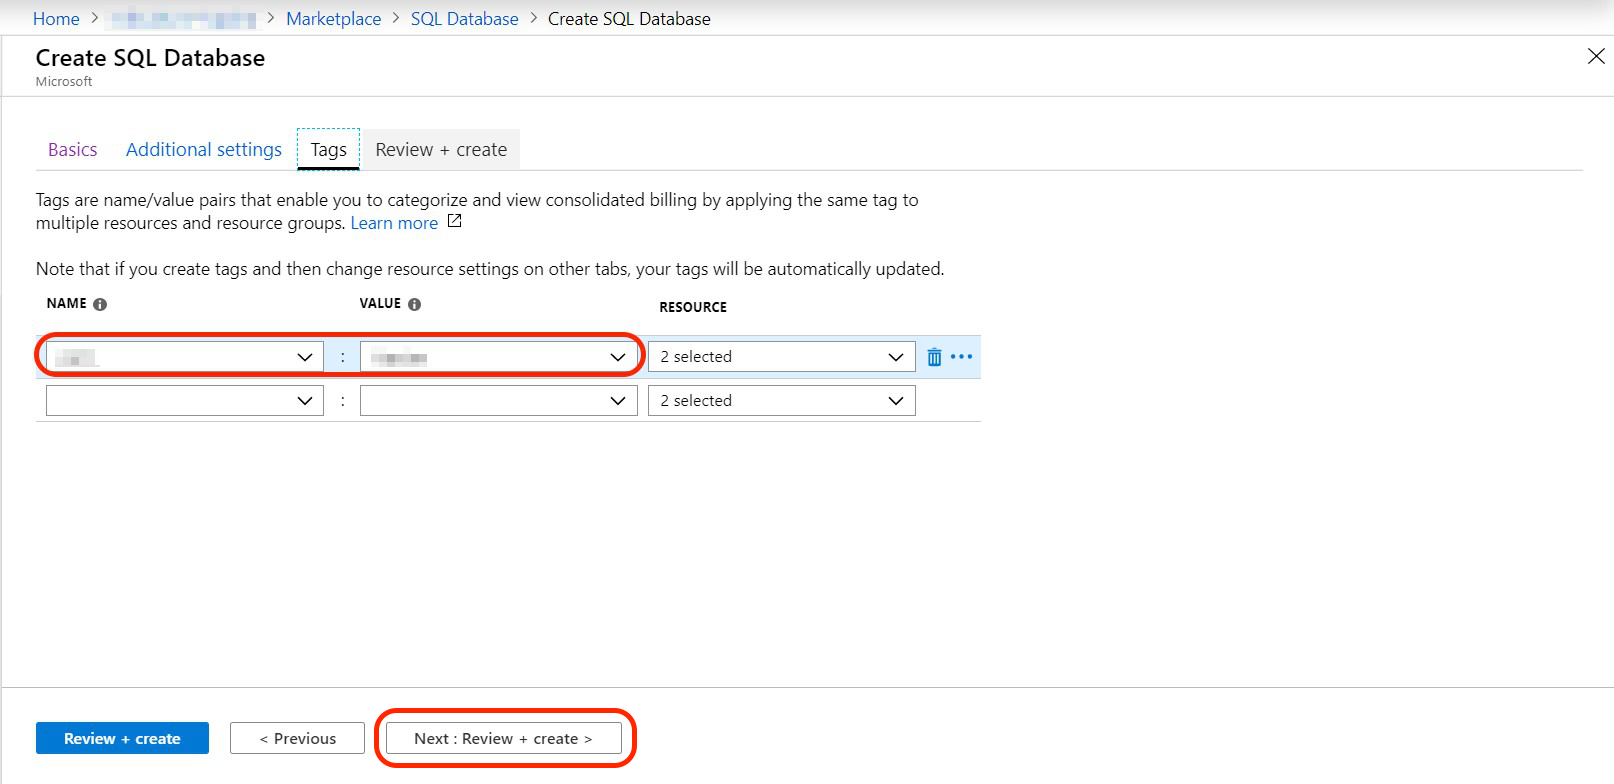 Home > Marketplace > SQL Database > Create SQL Database
Create SQL Database
Microsoft
Basics Additional settings Tags Review + create
Tags are name/value pairs that enable you to categorize and view consolidated billing by applying the same tag to
multiple resources and resource groups. Learn more
Note that if you create tags and then change resource settings on other tabs, your tags will be automatically updated.
NAME VALUE RESOURCE
: 2 selected
: 2 selected
Review + create < Previous Next : Review + create >